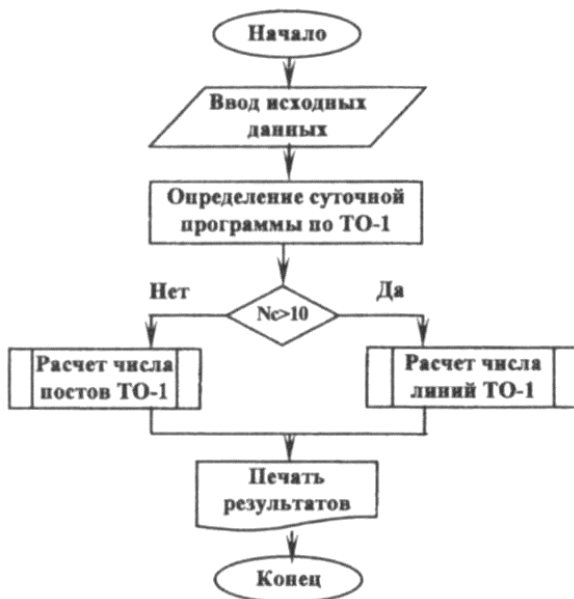 Начало
Ввод исходных
данных
Определение суточной
программы по ТО-1
Нет
Да
Nc>10
Расчет числа
постов ТО-1
Расчет числа
линий ТО-1
Печать
результатов
Конец